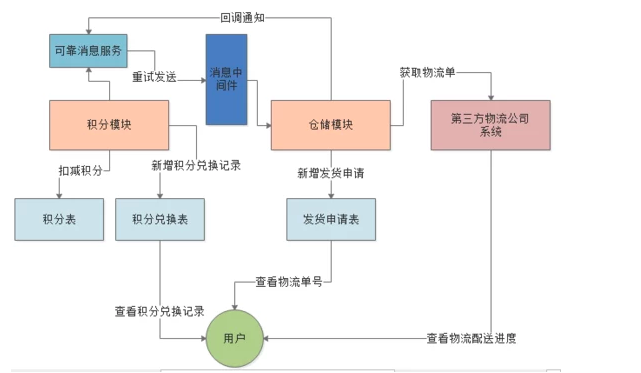 回调通知
可靠消息服务
消息中
间件
重试发送
获取物流单
积分模块
仓储模块
第三方物流公司
系统
扣减积分
新增积分兑换记录
新增发货申请
积分表
积分兑换表
发货申请表
查看物流单号
查看积分兑换记录
用户
查看物流配送进度